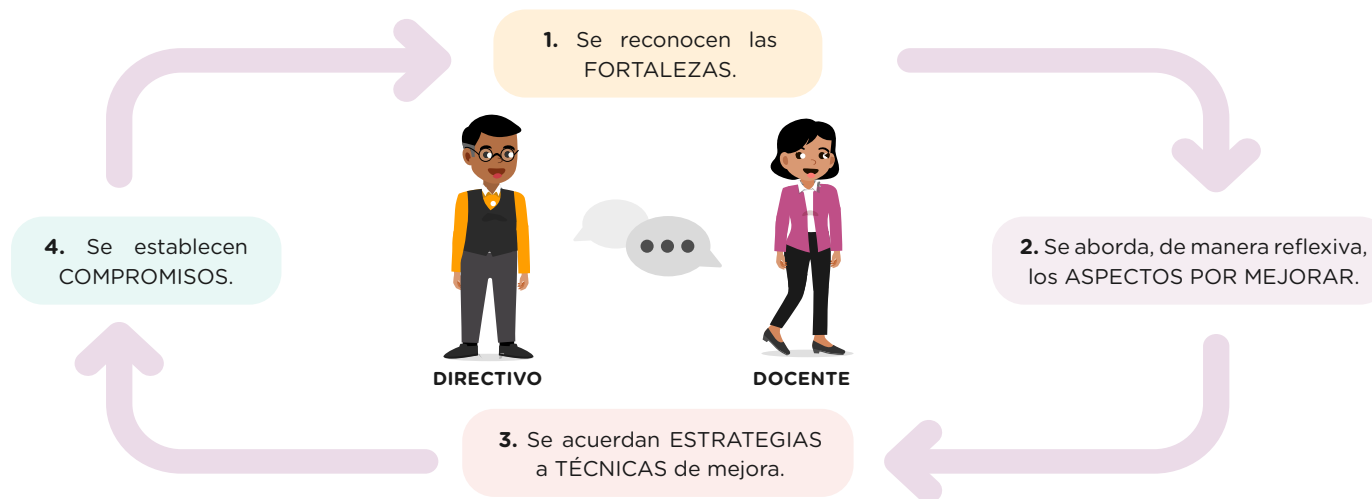 1. Se reconocen las
FORTALEZAS.
4. Se establecen
COMPROMISOS.
2. Se aborda, de manera reflexiva,
los ASPECTOS POR MEJORAR.
DIRECTIVO
DOCENTE
3. Se acuerdan ESTRATEGIAS
a TÉCNICAS de mejora.